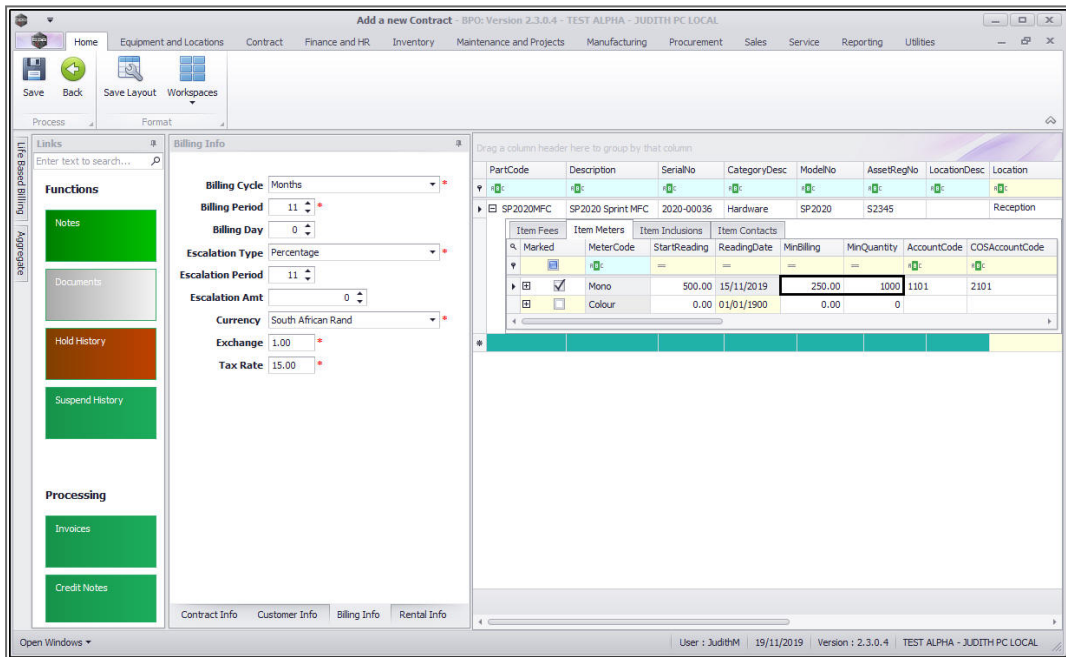 Add a new Contract - BPO: Version 2.3.0.4 - TEST ALPHA - JUDITH PC LOCAL
Home Equipment and Locations Contract Finance and HR Inventory Maintenance and Projects Manufacturing Procurement Sales Service Reporting Utilities
Save Back Save Layout Workspaces
Process Format
Life Based Billing
Aggregate
Links
Enter text to search...
Functions
Notes
Documents
Hold History
Suspend History
Processing
Invoices
Credit Notes
Billing Info
Billing Cycle Months *
Billing Period 11 *
Billing Day 0
Escalation Type Percentage *
Escalation Period 11
Escalation Amt 0
Currency South African Rand *
Exchange 1.00 *
Tax Rate 15.00 *
Contract Info Customer Info Billing Info Rental Info
Drag a column header here to group by that column
PartCode Description SerialNo CategoryDesc ModelNo AssetRegNo LocationDesc Location
SP2020MFC SP2020 Sprint MFC 2020-00036 Hardware SP2020 S2345 Reception
Item Fees Item Meters Item Inclusions Item Contacts
Marked MeterCode StartReading ReadingDate MinBilling MinQuantity AccountCode COSAccountCode
= = = =
Mono 500.00 15/11/2019 250.00 1000 1101 2101
Colour 0.00 01/01/1900 0.00 0
Open Windows
User : JudithM 19/11/2019 Version : 2.3.0.4 TEST ALPHA - JUDITH PC LOCAL